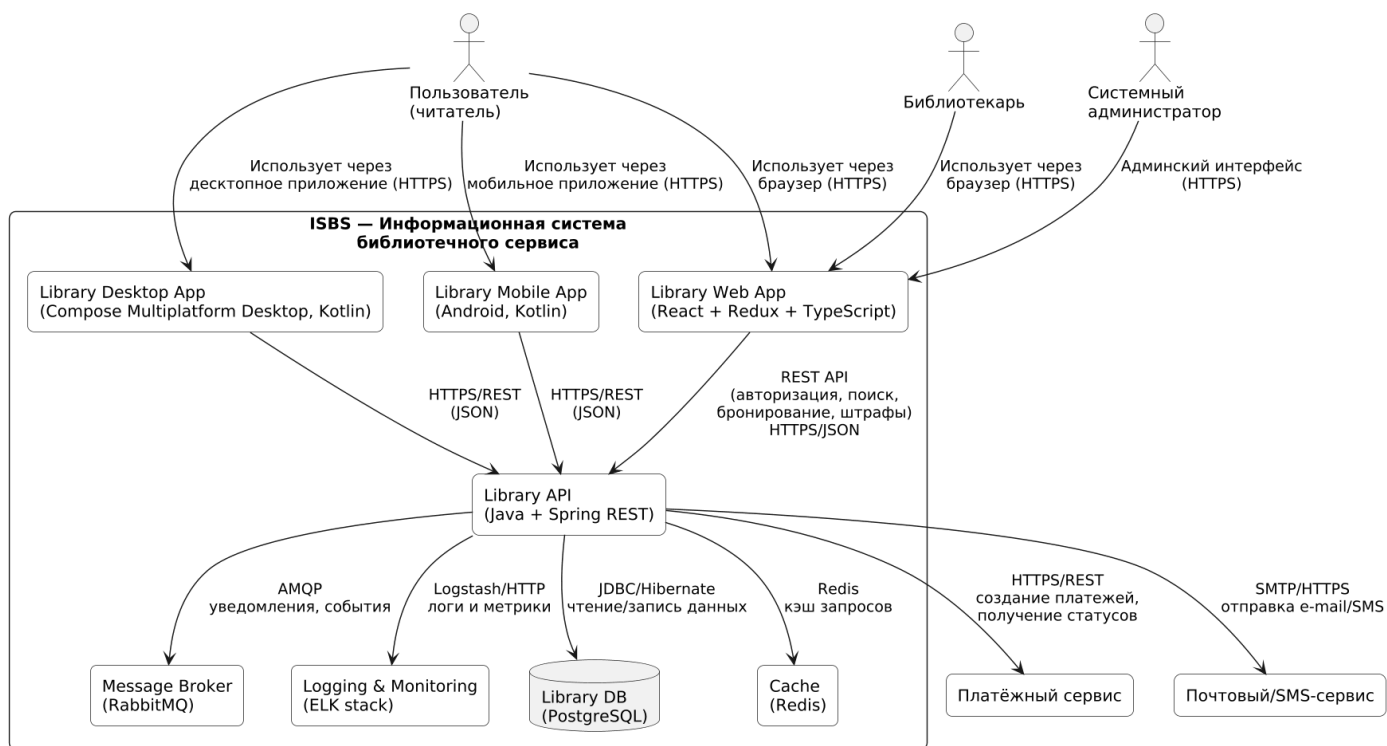 Пользователь
(читатель)
Библиотекарь
Системный
администратор
Использует через
десктопное приложение (HTTPS)
Использует через
мобильное приложение (HTTPS)
Использует через
браузер (HTTPS)
Использует через
браузер (HTTPS)
Админский интерфейс
(HTTPS)
ISBS — Информационная система
библиотечного сервиса
Library Desktop App
(Compose Multiplatform Desktop, Kotlin)
Library Mobile App
(Android, Kotlin)
Library Web App
(React + Redux + TypeScript)
HTTPS/REST
(JSON)
HTTPS/REST
(JSON)
REST API
(авторизация, поиск,
бронирование, штрафы)
HTTPS/JSON
Library API
(Java + Spring REST)
AMQP
уведомления, события
Logstash/HTTP
логи и метрики
JDBC/Hibernate
чтение/запись данных
Redis
кэш запросов
HTTPS/REST
создание платежей,
получение статусов
SMTP/HTTPS
отправка e-mail/SMS
Message Broker
(RabbitMQ)
Logging & Monitoring
(ELK stack)
Library DB
(PostgreSQL)
Cache
(Redis)
Платёжный сервис
Почтовый/SMS-сервис